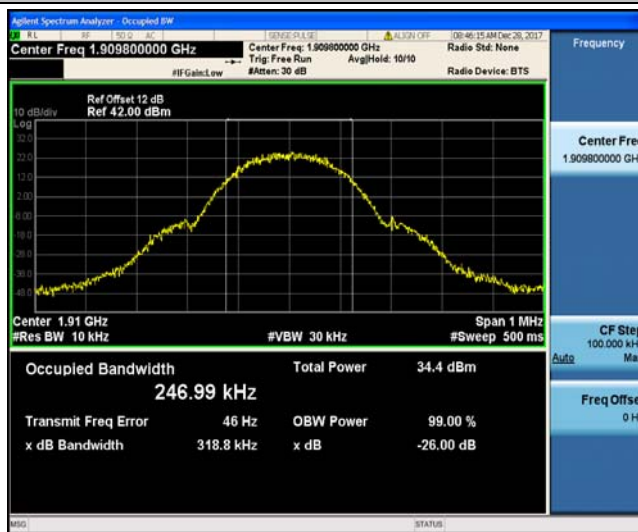 Agilent Spectrum Analyzer - Occupied BW
RL RF 50 Ω AC SENSE:PULSE ALIGN OFF 08:46:15 AM Dec 28, 2017
Center Freq 1.909800000 GHz Center Freq: 1.909800000 GHz Radio Std: None Frequency
Trig: Free Run Avg|Hold: 10/10
#IFGain:Low #Atten: 30 dB Radio Device: BTS
Ref Offset 12 dB
10 dB/div Ref 42.00 dBm
Log
32.0
22.0
12.0
2.00
-8.00
-18.0
-28.0
-38.0
-48.0
Center Fre
1.909800000 GH
Center 1.91 GHz Span 1 MHz
#Res BW 10 kHz #VBW 30 kHz #Sweep 500 ms
CF Ste
100.000 kH
Auto Ma
Occupied Bandwidth Total Power 34.4 dBm
246.99 kHz
Transmit Freq Error 46 Hz OBW Power 99.00 %
x dB Bandwidth 318.8 kHz x dB -26.00 dB
Freq Offse
0 H
MSG STATUS